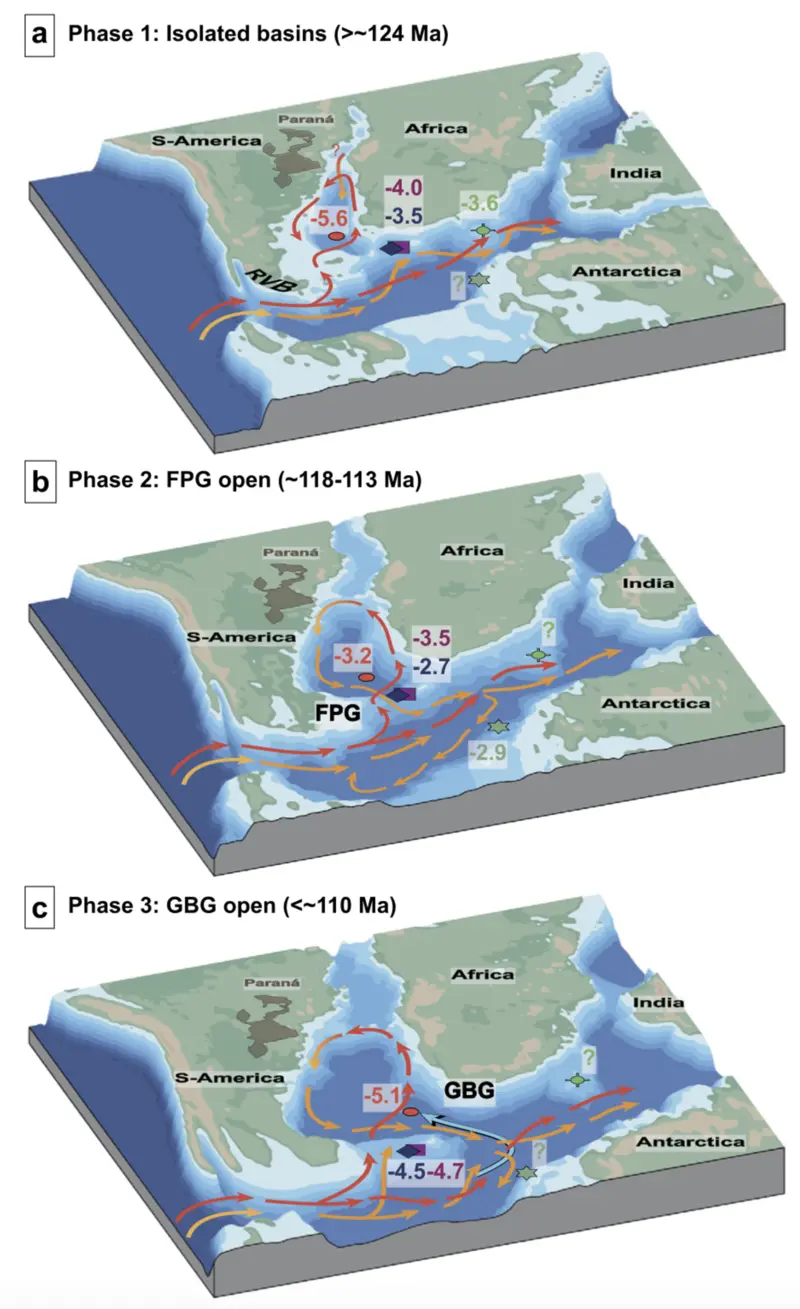 a Phase 1: Isolated basins (>~124 Ma)
Paraná
S-America
Africa
India
?
-4.0
-5.6
-3.5
-3.6
RVB
?
Antarctica
b Phase 2: FPG open (~118-113 Ma)
Paraná
Africa
India
S-America
-3.5
?
-3.2
-2.7
FPG
Antarctica
-2.9
c Phase 3: GBG open (<~110 Ma)
Paraná
Africa
India
S-America
?
-5.1
GBG
Antarctica
?
-4.5-4.7